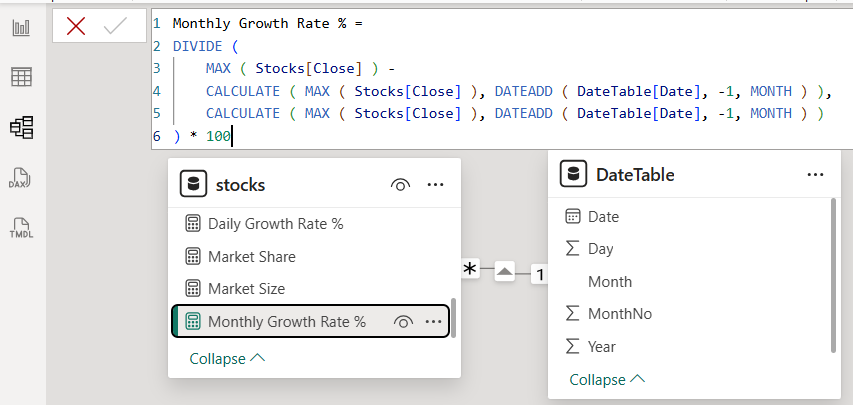 1 Monthly Growth Rate % =
2 DIVIDE (
3 MAX ( Stocks[Close] ) -
4 CALCULATE ( MAX ( Stocks[Close] ), DATEADD ( DateTable[Date], -1, MONTH ) ),
5 CALCULATE ( MAX ( Stocks[Close] ), DATEADD ( DateTable[Date], -1, MONTH ) )
6 ) * 100
DAX
TMDL
stocks
Daily Growth Rate %
Market Share
Market Size
Monthly Growth Rate %
Collapse
* 1
DateTable
Date
Day
Month
MonthNo
Year
Collapse